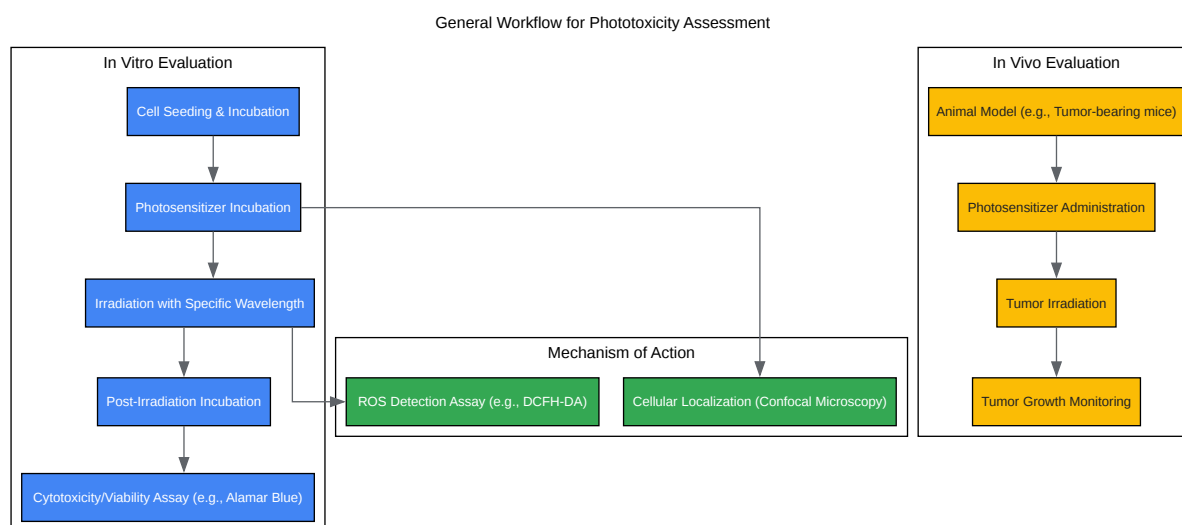 General Workflow for Phototoxicity Assessment
In Vitro Evaluation
Cell Seeding & Incubation
Photosensitizer Incubation
Irradiation with Specific Wavelength
Post-Irradiation Incubation
Cytotoxicity/Viability Assay (e.g., Alamar Blue)
Mechanism of Action
ROS Detection Assay (e.g., DCFH-DA)
Cellular Localization (Confocal Microscopy)
In Vivo Evaluation
Animal Model (e.g., Tumor-bearing mice)
Photosensitizer Administration
Tumor Irradiation
Tumor Growth Monitoring